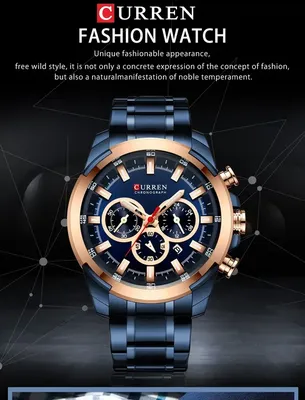 CURREN
FASHION WATCH
Unique fashionable appearance,
free wild style, it is not only a concrete expression of the concept of fashion,
but also a naturalmanifestation of noble temperament.
CURREN
CHRONOGRAPH